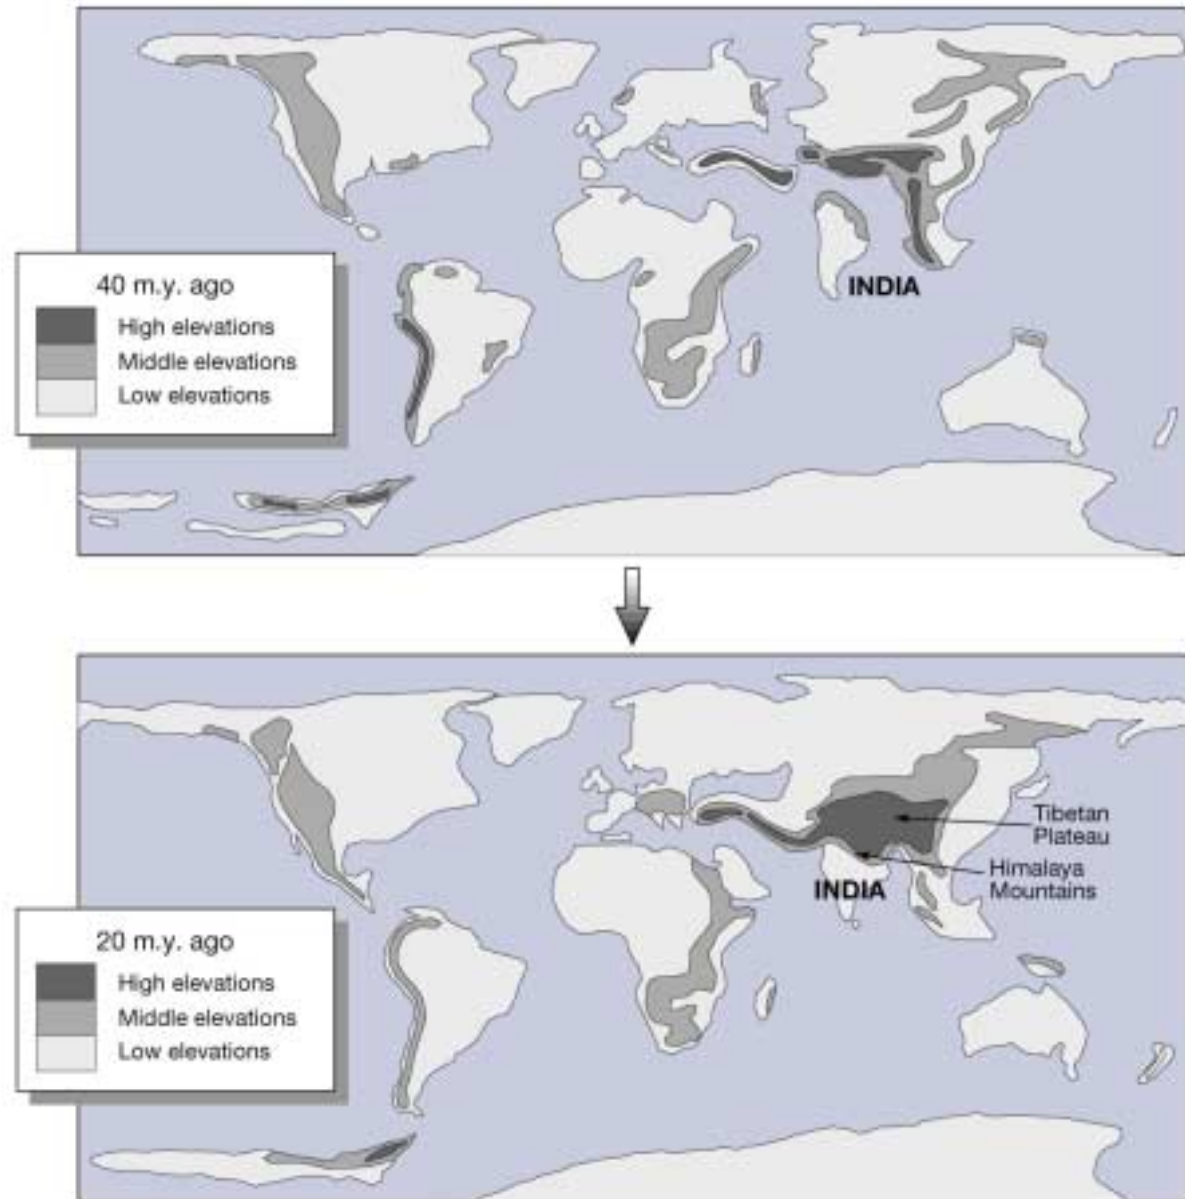 INDIA
40 m.y. ago
High elevations
Middle elevations
Low elevations
Tibetan
Plateau
Himalaya
Mountains
INDIA
20 m.y. ago
High elevations
Middle elevations
Low elevations